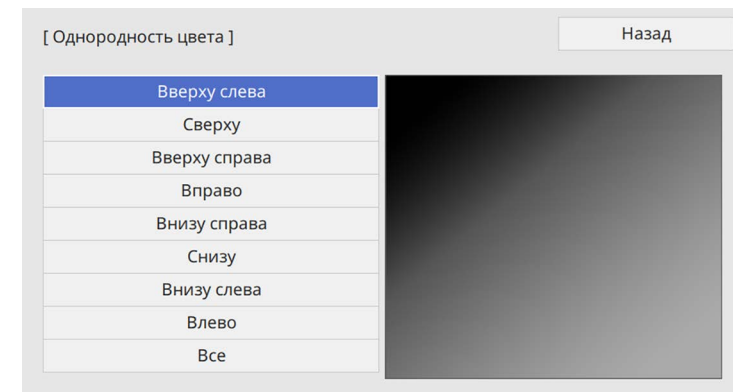 [ Однородность цвета ]
Назад
Вверху слева
Сверху
Вверху справа
Вправо
Внизу справа
Снизу
Внизу слева
Влево
Все